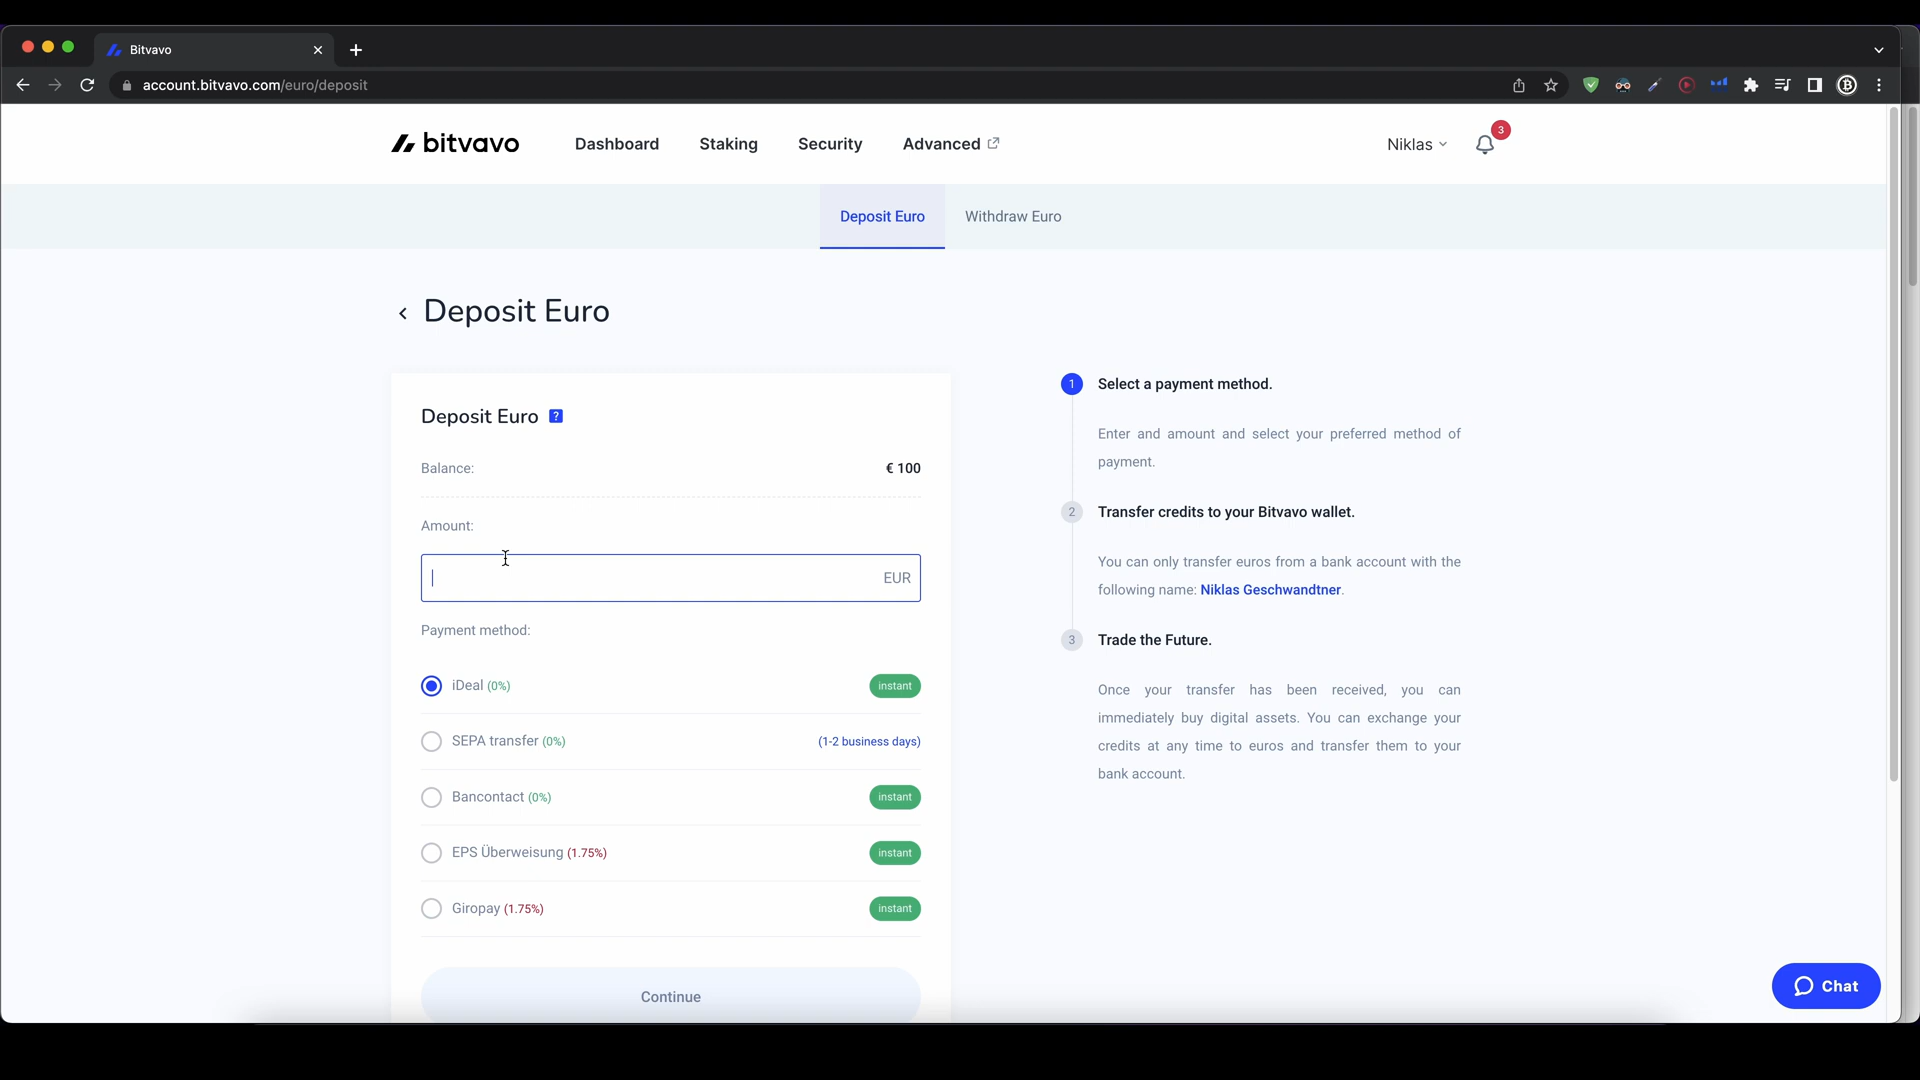 Bitvavo
account.bitvavo.com/euro/deposit
bitvavo
Dashboard
Staking
Security
Advanced
Niklas
3
Deposit Euro
Withdraw Euro
Deposit Euro
Deposit Euro ?
Balance:
€ 100
Amount:
EUR
Payment method:
iDeal (0%)
instant
SEPA transfer (0%)
(1-2 business days)
Bancontact (0%)
instant
EPS Überweisung (1.75%)
instant
Giropay (1.75%)
instant
Continue
1
Select a payment method.
Enter and amount and select your preferred method of
payment.
2
Transfer credits to your Bitvavo wallet.
You can only transfer euros from a bank account with the
following name: Niklas Geschwandtner.
3
Trade the Future.
Once your transfer has been received, you can
immediately buy digital assets. You can exchange your
credits at any time to euros and transfer them to your
bank account.
Chat